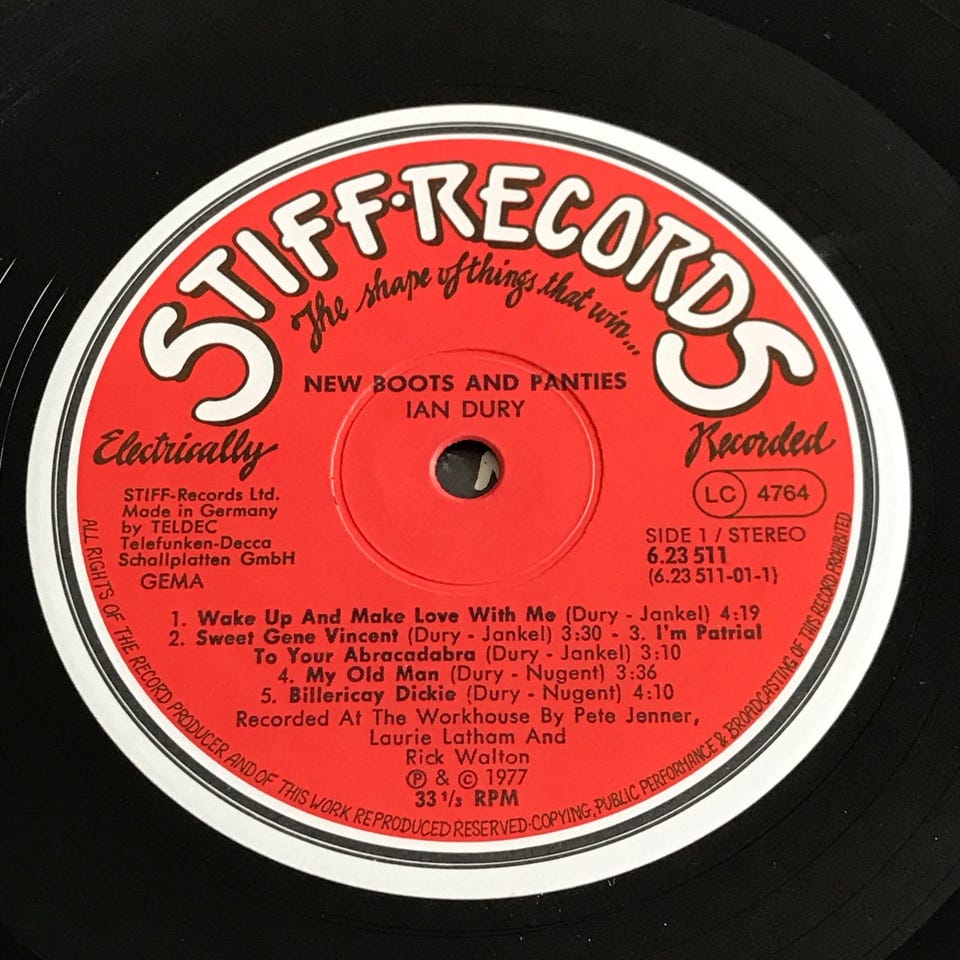 STIFF·RECORDS
The shape of things that win...
NEW BOOTS AND PANTIES
IAN DURY
Electrically
Recorded
STIFF-Records Ltd.
Made in Germany
by TELDEC
Telefunken-Decca
Schallplatten GmbH
GEMA
LC 4764
SIDE 1 / STEREO
6.23 511
(6.23 511-01-1)
1. Wake Up And Make Love With Me (Dury - Jankel) 4:19
2. Sweet Gene Vincent (Dury - Jankel) 3:30 - 3. I'm Patrial
To Your Abracadabra (Dury - Jankel) 3:10
4. My Old Man (Dury - Nugent) 3:36
5. Billericay Dickie (Dury - Nugent) 4:10
Recorded At The Workhouse By Pete Jenner,
Laurie Latham And
Rick Walton
Ⓟ & © 1977
33 1/3 RPM
ALL RIGHTS OF THE RECORD PRODUCER AND OF THIS WORK REPRODUCED RESERVED·COPYING, PUBLIC PERFORMANCE & BROADCASTING OF THIS RECORD PROHIBITED